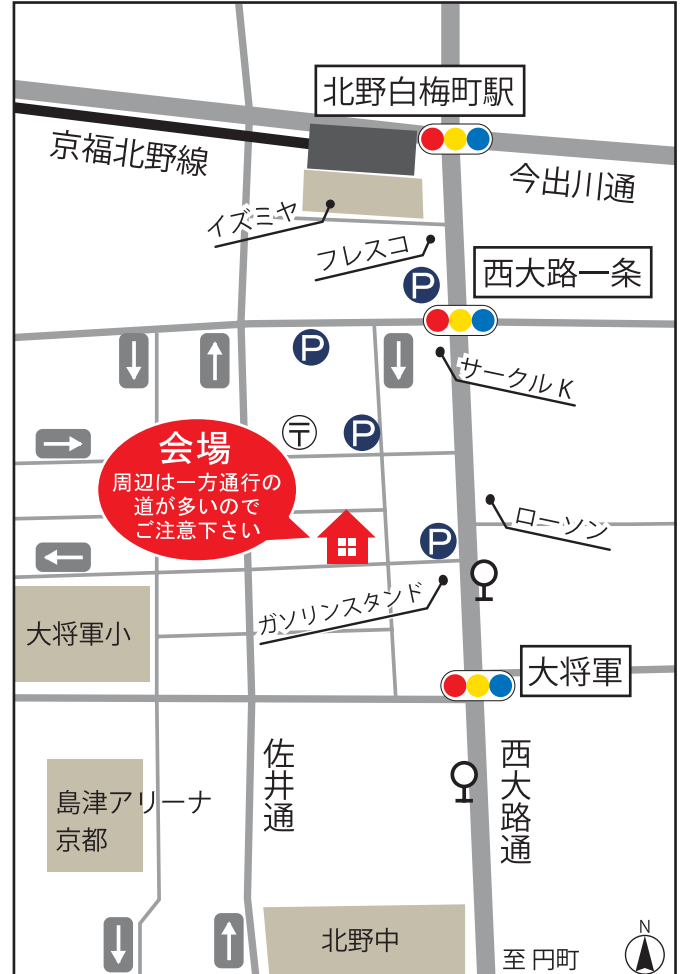 北野白梅町駅
京福北野線
今出川通
イズミヤ
フレスコ
西大路一条
P
P
サークルK
〒
P
会場
周辺は一方通行の
道が多いので
ご注意下さい
P
ローソン
ガソリンスタンド
大将軍小
大将軍
佐井通
西大路通
島津アリーナ
京都
北野中
至 円町
N